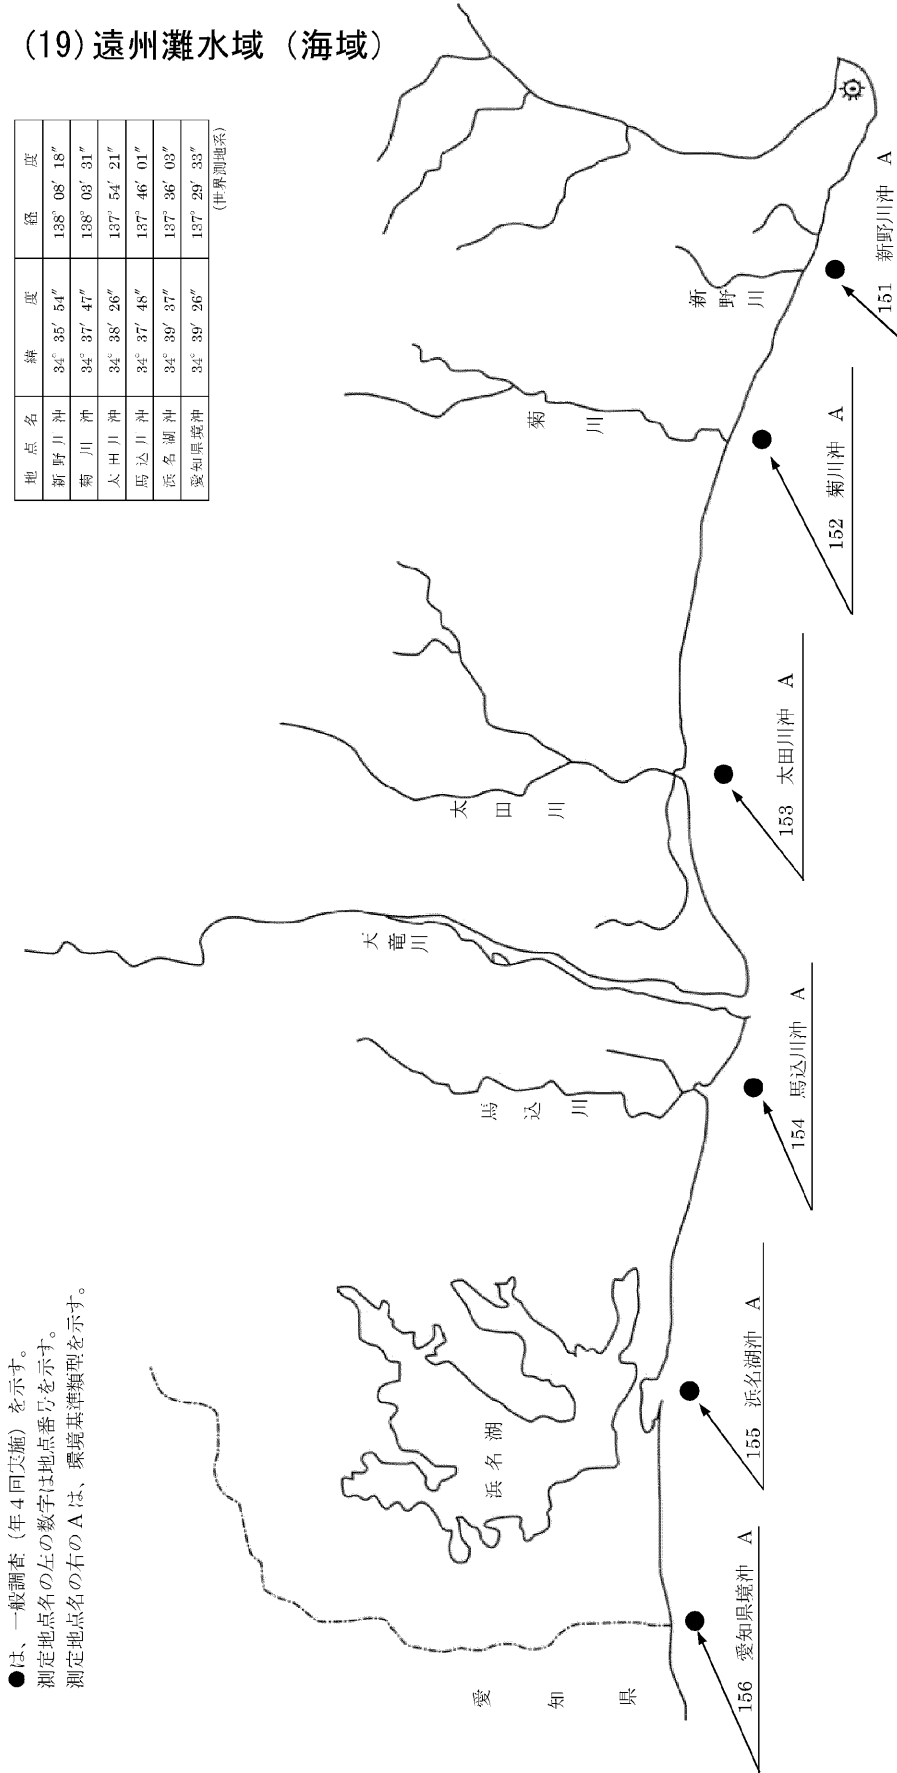 (19)遠州灘水域（海域）
地点名 緯度 経度
新野川沖 34° 35′ 54″ 138° 08′ 18″
菊川沖 34° 37′ 47″ 138° 03′ 31″
太田川沖 34° 38′ 26″ 137° 54′ 21″
馬込川沖 34° 37′ 48″ 137° 46′ 01″
浜名湖沖 34° 39′ 37″ 137° 36′ 03″
愛知県境沖 34° 39′ 26″ 137° 29′ 33″
(世界測地系)
●は、一般調査（年４回実施）を示す。
測定地点名の左の数字は地点番号を示す。
測定地点名の右のＡは、環境基準類型を示す。
愛知県
浜名湖
馬込川
天竜川
太田川
菊川
新野川
156 愛知県境沖 A
155 浜名湖沖 A
154 馬込川沖 A
153 太田川沖 A
152 菊川沖 A
151 新野川沖 A